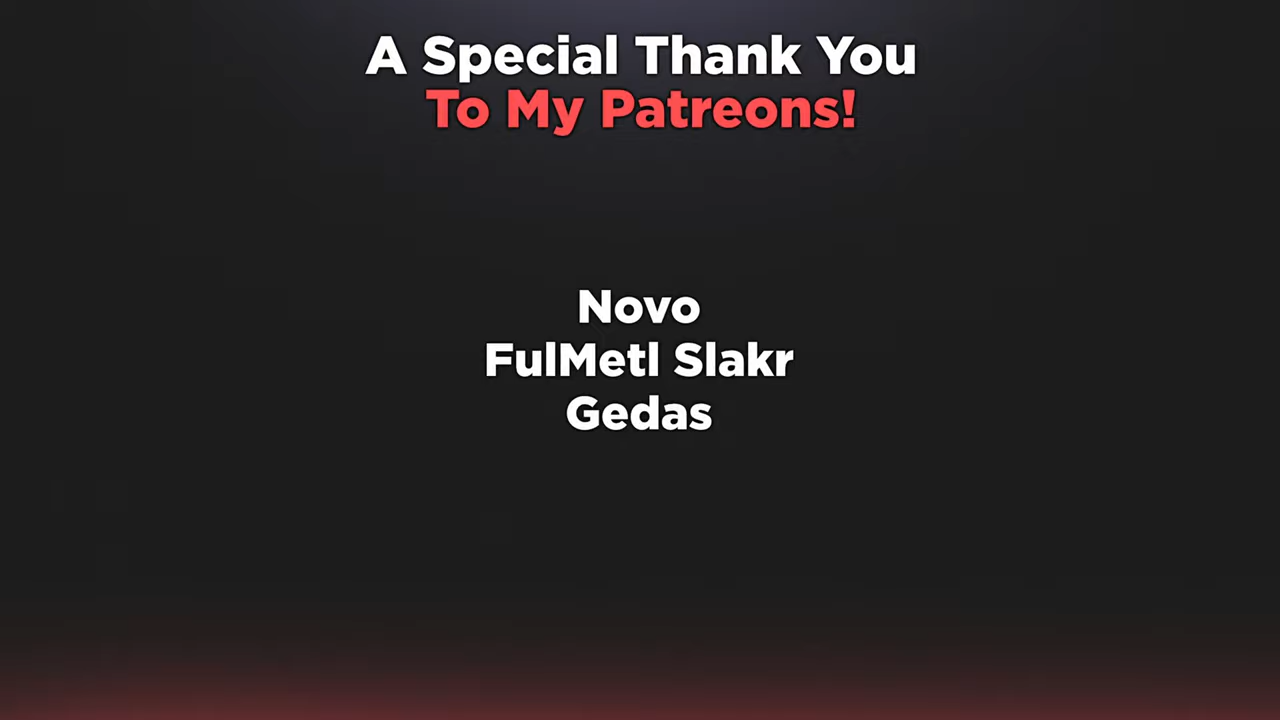 A Special Thank You
To My Patreons!
Novo
FulMetl Slakr
Gedas